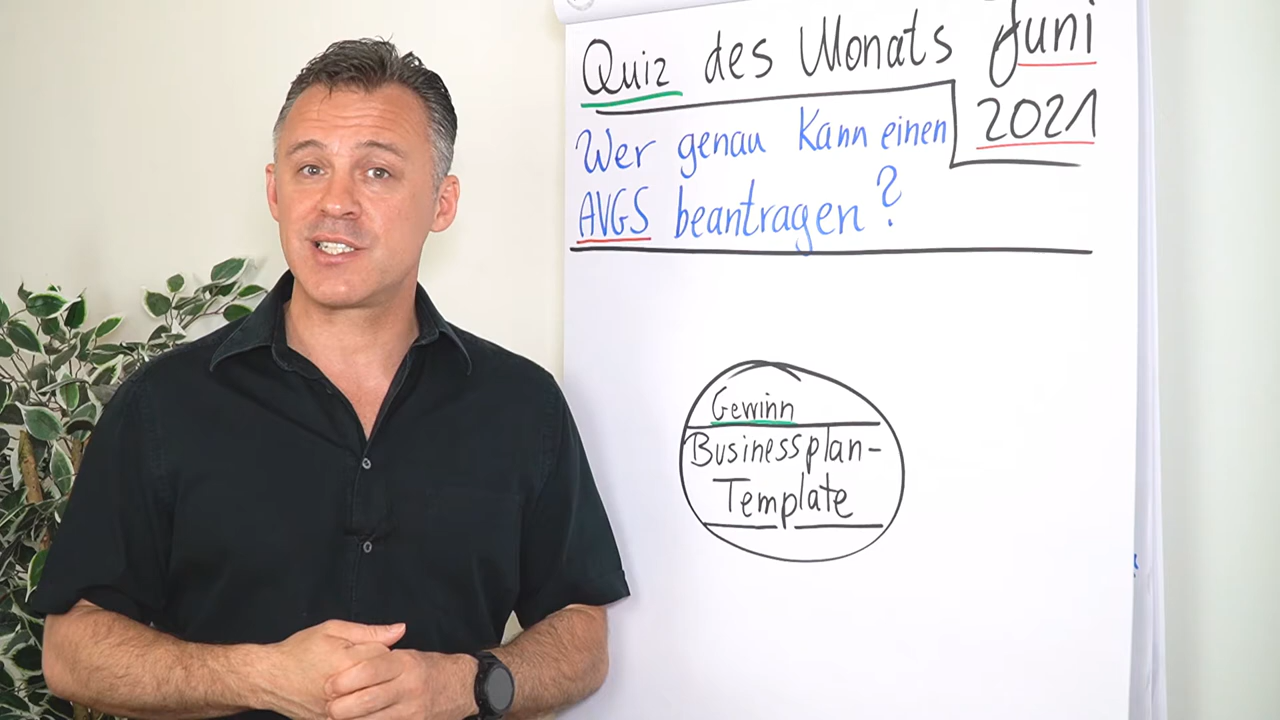 Quiz des Monats Juni
2021
Wer genau kann einen
AVGS beantragen?
Gewinn
Businessplan-
Template